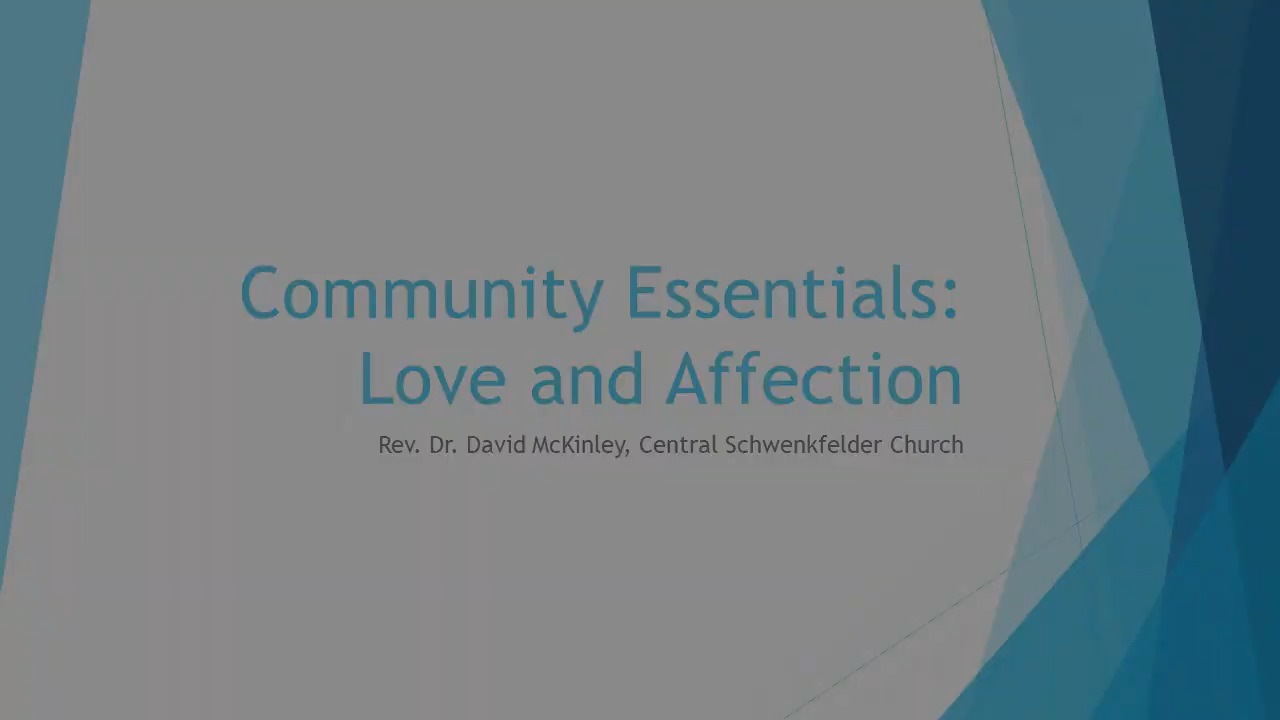 Community Essentials:
Love and Affection
Rev. Dr. David McKinley, Central Schwenkfelder Church